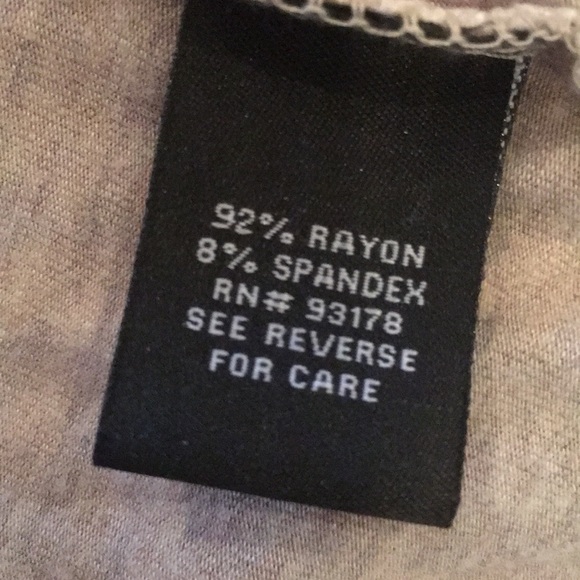 92% RAYON
8% SPANDEX
RN# 93178
SEE REVERSE
FOR CARE